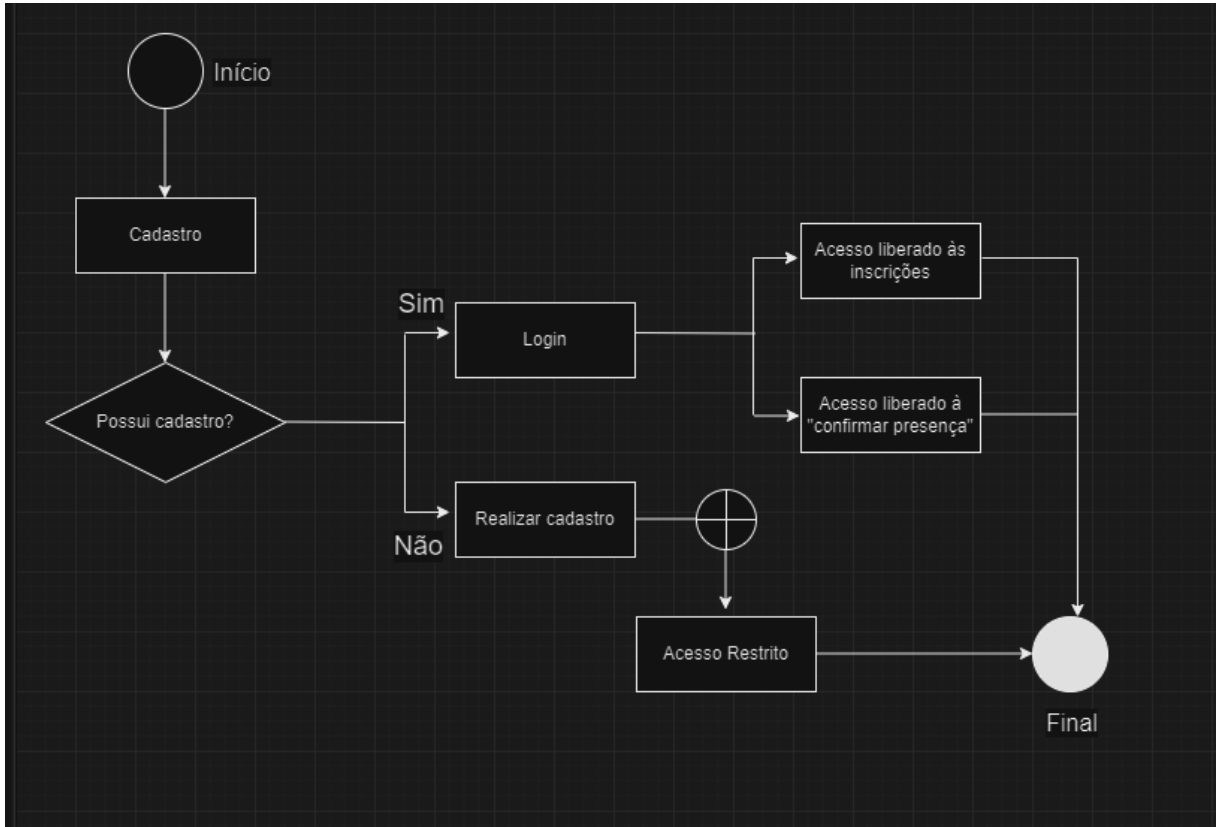 Início
Cadastro
Possui cadastro?
Sim
Login
Não
Realizar cadastro
Acesso liberado às
inscrições
Acesso liberado à
"confirmar presença"
Acesso Restrito
Final